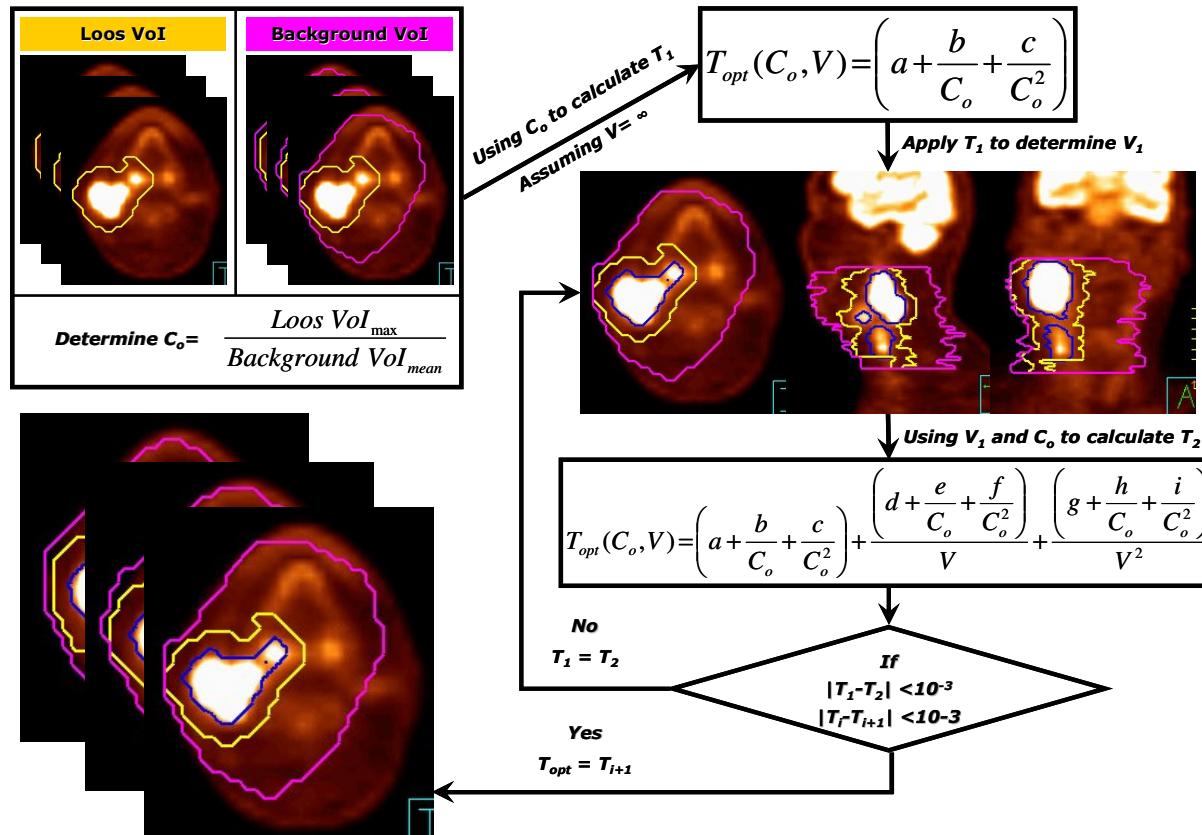 Loos VoI
Background VoI
T
T
Determine C_o= Loos VoI_max / Background VoI_mean
Using C_o to calculate T_1
Assuming V= ∞
T_opt(C_o,V)=(a+b/C_o+c/C_o^2)
Apply T_1 to determine V_1
A
Using V_1 and C_o to calculate T_2
T_opt(C_o,V)=(a+b/C_o+c/C_o^2)+(d+e/C_o+f/C_o^2)/V+(g+h/C_o+i/C_o^2)/V^2
No
T_1 = T_2
If
|T_1-T_2| <10^-3
|T_i-T_i+1| <10-3
Yes
T_opt = T_i+1
T